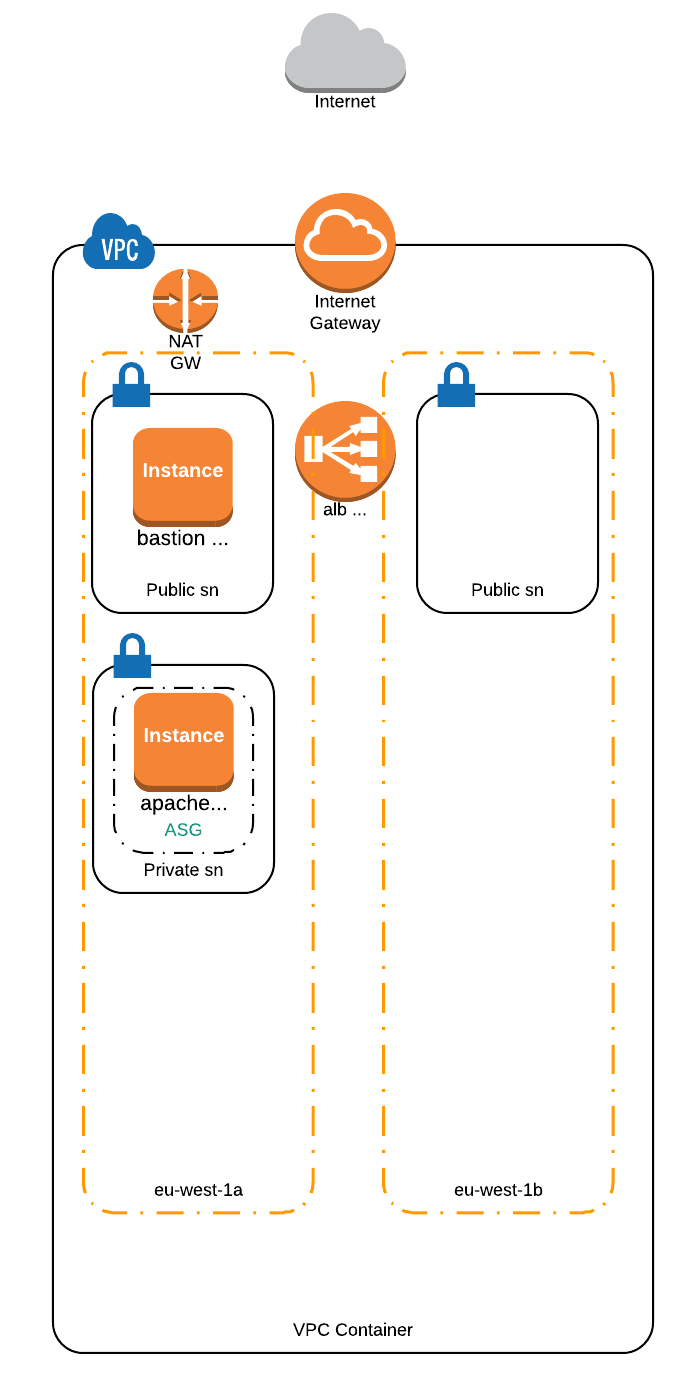 Internet
VPC
Internet
Gateway
NAT
GW
Instance
bastion ...
Public sn
alb ...
Public sn
Instance
apache...
ASG
Private sn
eu-west-1a
eu-west-1b
VPC Container